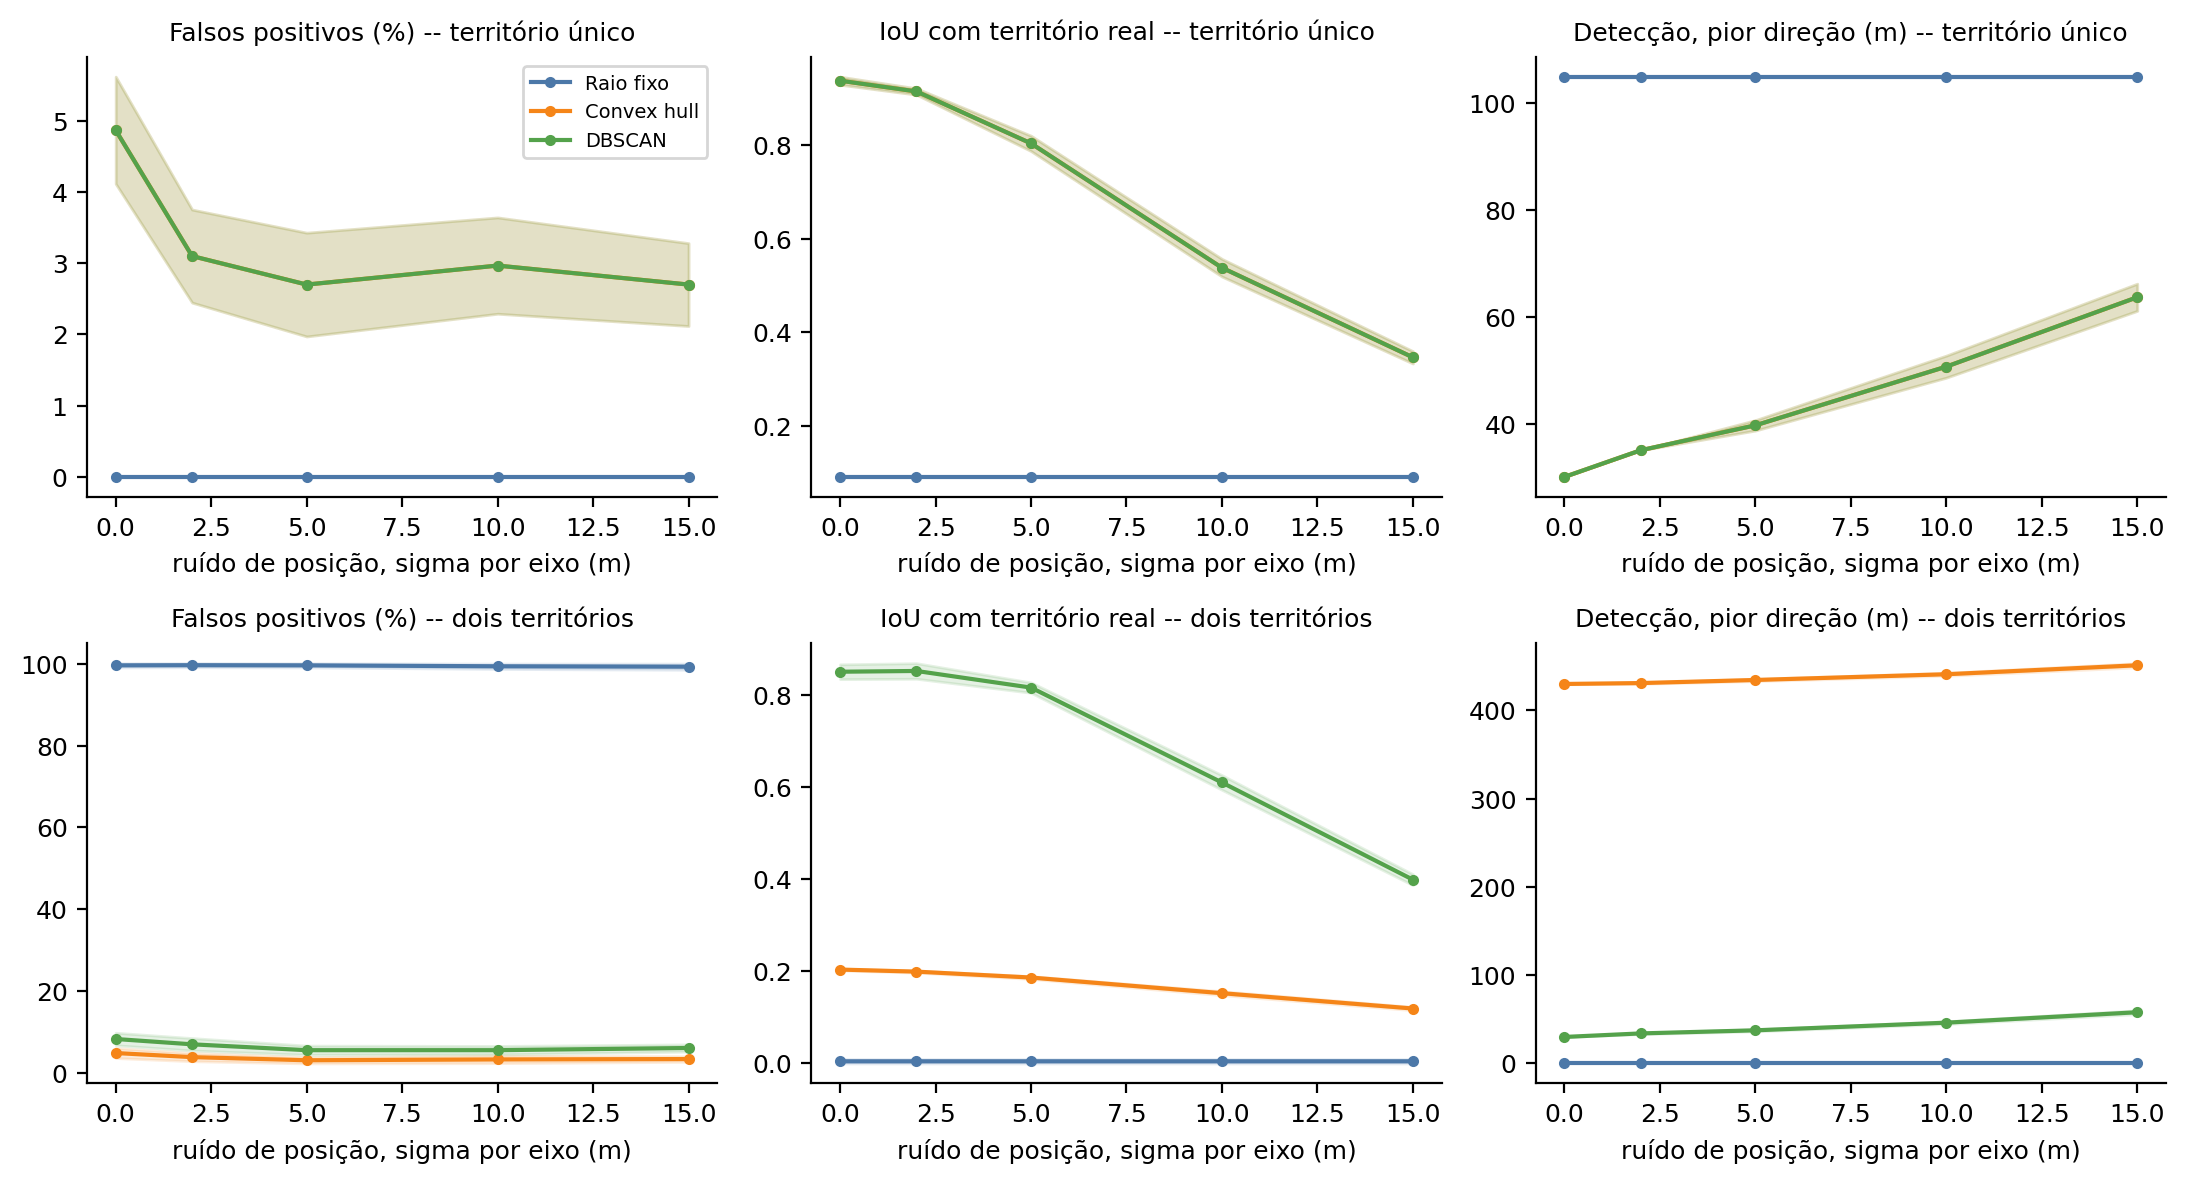 Falsos positivos (%) -- território único
Raio fixo
Convex hull
DBSCAN
5
4
3
2
1
0
0.0 2.5 5.0 7.5 10.0 12.5 15.0
ruído de posição, sigma por eixo (m)
IoU com território real -- território único
0.8
0.6
0.4
0.2
0.0 2.5 5.0 7.5 10.0 12.5 15.0
ruído de posição, sigma por eixo (m)
Detecção, pior direção (m) -- território único
100
80
60
40
0.0 2.5 5.0 7.5 10.0 12.5 15.0
ruído de posição, sigma por eixo (m)
Falsos positivos (%) -- dois territórios
100
80
60
40
20
0
0.0 2.5 5.0 7.5 10.0 12.5 15.0
ruído de posição, sigma por eixo (m)
IoU com território real -- dois territórios
0.8
0.6
0.4
0.2
0.0
0.0 2.5 5.0 7.5 10.0 12.5 15.0
ruído de posição, sigma por eixo (m)
Detecção, pior direção (m) -- dois territórios
400
300
200
100
0
0.0 2.5 5.0 7.5 10.0 12.5 15.0
ruído de posição, sigma por eixo (m)